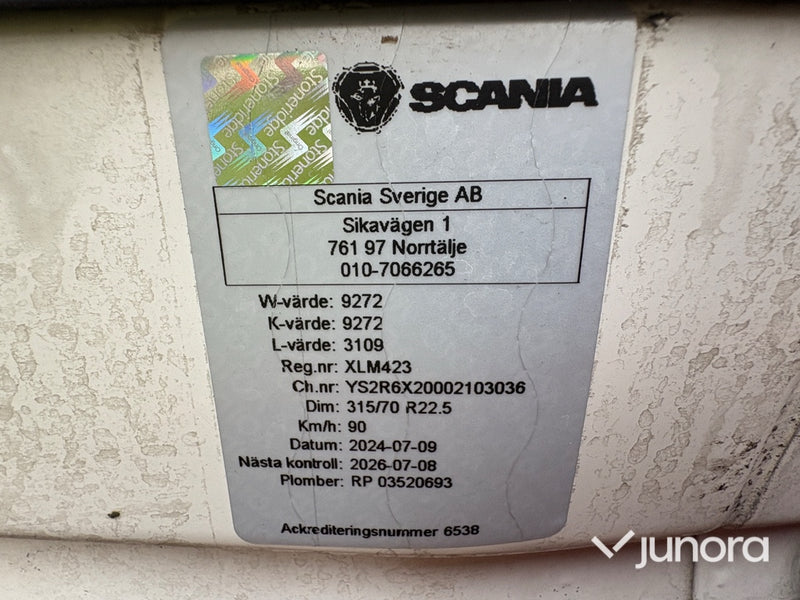 Stoneridge
SCANIA
Scania Sverige AB
Sikavägen 1
761 97 Norrtälje
010-7066265
W-värde: 9272
K-värde: 9272
L-värde: 3109
Reg.nr: XLM423
Ch.nr: YS2R6X20002103036
Dim: 315/70 R22.5
Km/h: 90
Datum: 2024-07-09
Nästa kontroll: 2026-07-08
Plomber: RP 03520693
Ackrediteringsnummer 6538
junora